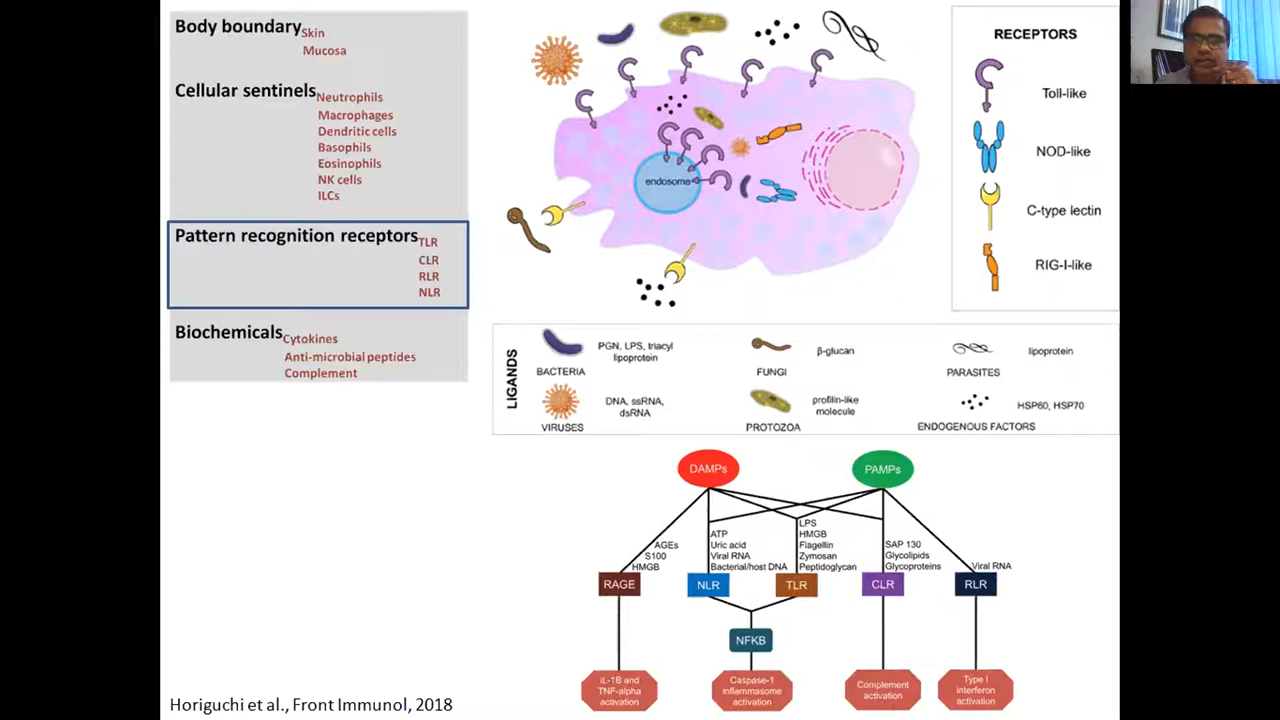 Body boundary
Skin
Mucosa
Cellular sentinels
Neutrophils
Macrophages
Dendritic cells
Basophils
Eosinophils
NK cells
ILCs
Pattern recognition receptors
TLR
CLR
RLR
NLR
Biochemicals
Cytokines
Anti-microbial peptides
Complement
endosome
RECEPTORS
Toll-like
NOD-like
C-type lectin
RIG-I-like
LIGANDS
PGN, LPS, triacyl
lipoprotein
BACTERIA
β-glucan
FUNGI
lipoprotein
PARASITES
DNA, ssRNA,
dsRNA
VIRUSES
profilin-like
molecule
PROTOZOA
HSP60, HSP70
ENDOGENOUS FACTORS
DAMPs
PAMPs
AGEs
S100
HMGB
ATP
Uric acid
Viral RNA
Bacterial/host DNA
LPS
HMGB
Flagellin
Zymosan
Peptidoglycan
SAP 130
Glycolipids
Glycoproteins
Viral RNA
RAGE
NLR
TLR
CLR
RLR
NFKB
IL-1B and
TNF-alpha
activation
Caspase-1
inflammasome
activation
Complement
activation
Type I
interferon
activation
Horiguchi et al., Front Immunol, 2018